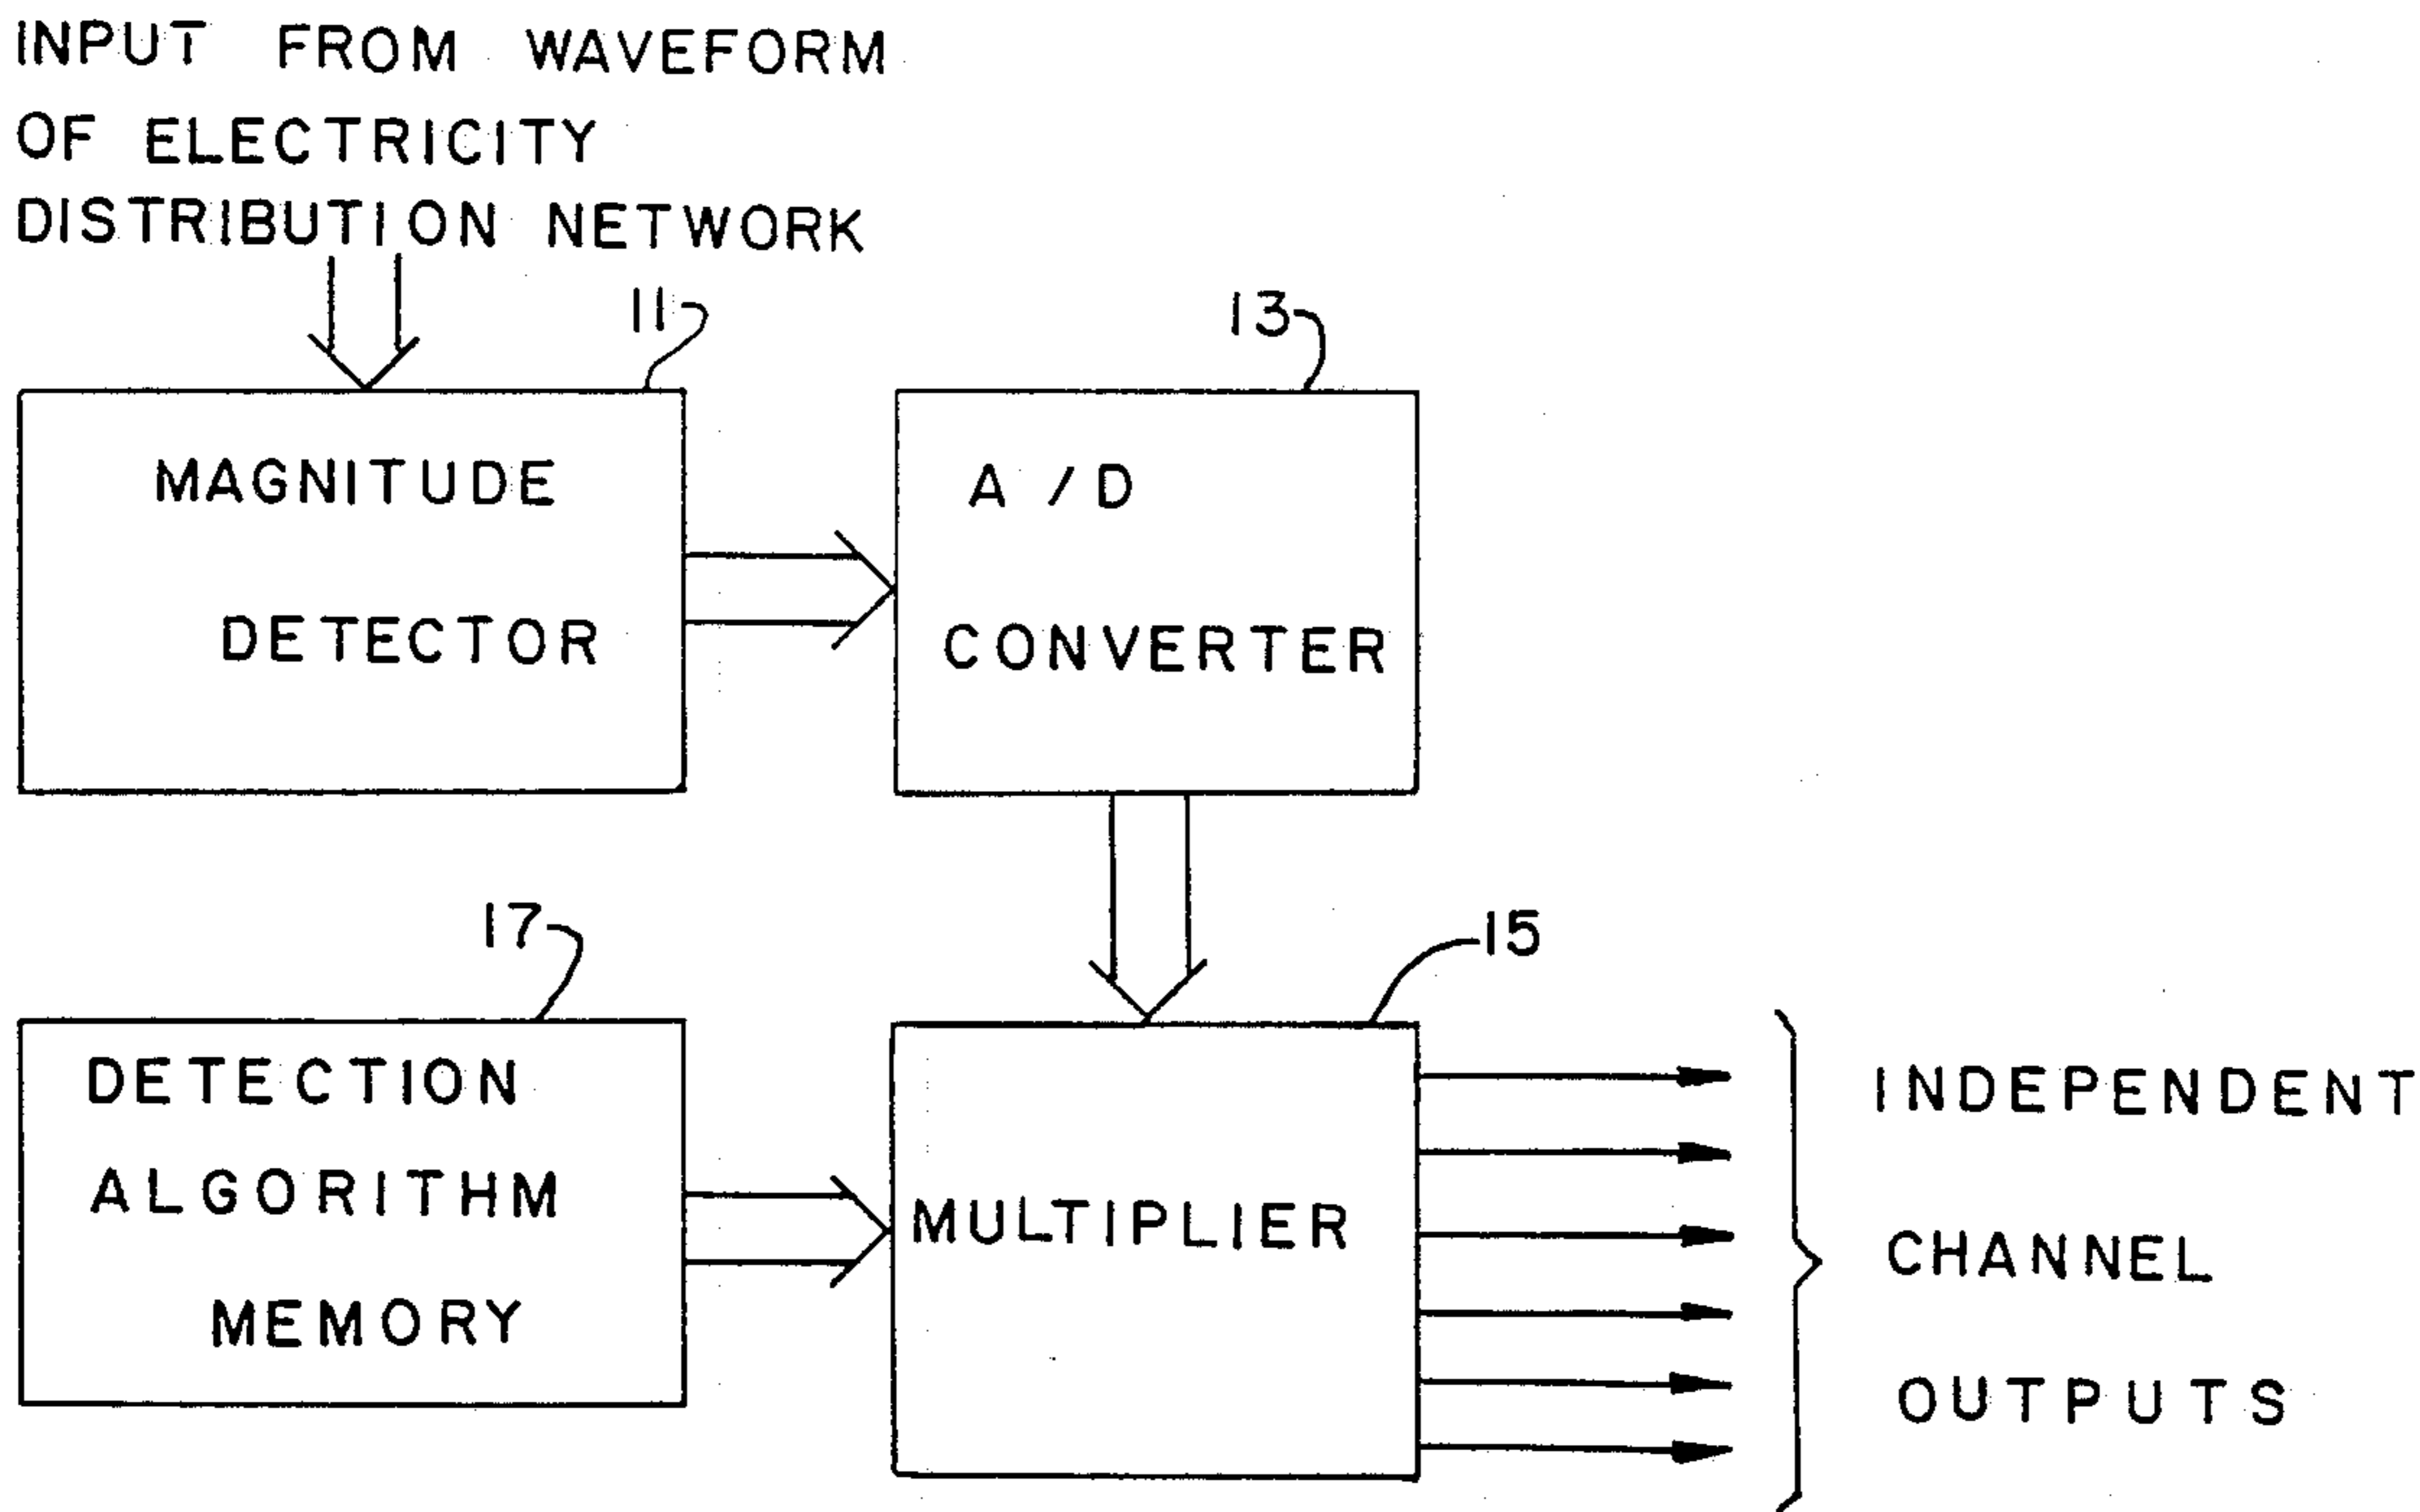 INPUT FROM WAVEFORM
OF ELECTRICITY
DISTRIBUTION NETWORK
11
13
MAGNITUDE
DETECTOR
A / D
CONVERTER
17
15
DETECTION
ALGORITHM
MEMORY
MULTIPLIER
INDEPENDENT
CHANNEL
OUTPUTS